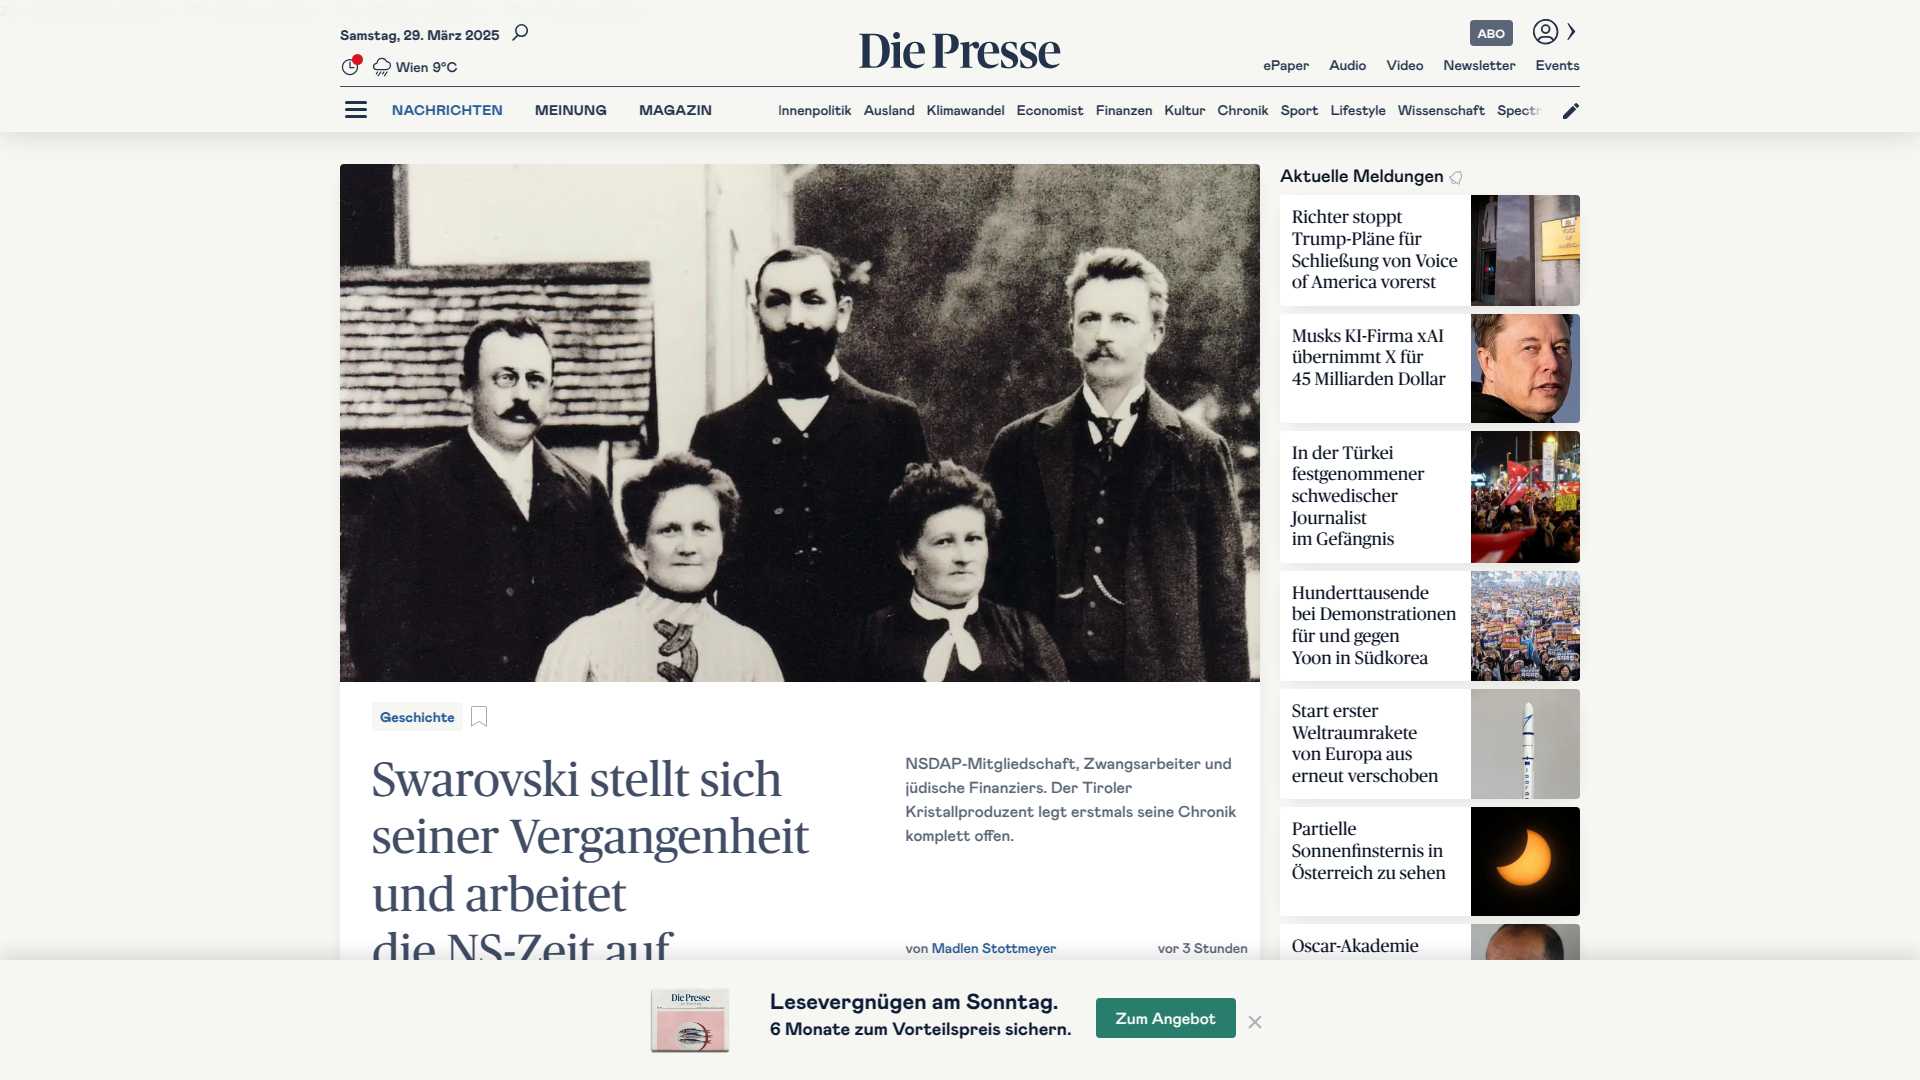 Samstag, 29. März 2025
Wien 9°C
Die Presse
ABO
ePaper Audio Video Newsletter Events
NACHRICHTEN MEINUNG MAGAZIN
Innenpolitik Ausland Klimawandel Economist Finanzen Kultur Chronik Sport Lifestyle Wissenschaft Spectr
Geschichte
Swarovski stellt sich
seiner Vergangenheit
und arbeitet
die NS-Zeit auf
NSDAP-Mitgliedschaft, Zwangsarbeiter und
jüdische Finanziers. Der Tiroler
Kristallproduzent legt erstmals seine Chronik
komplett offen.
von Madlen Stottmeyer
vor 3 Stunden
Aktuelle Meldungen
Richter stoppt
Trump-Pläne für
Schließung von Voice
of America vorerst
Musks KI-Firma xAI
übernimmt X für
45 Milliarden Dollar
In der Türkei
festgenommener
schwedischer
Journalist
im Gefängnis
Hunderttausende
bei Demonstrationen
für und gegen
Yoon in Südkorea
Start erster
Weltraumrakete
von Europa aus
erneut verschoben
Partielle
Sonnenfinsternis in
Österreich zu sehen
Oscar-Akademie
Die Presse
Lesevergnügen am Sonntag.
6 Monate zum Vorteilspreis sichern.
Zum Angebot